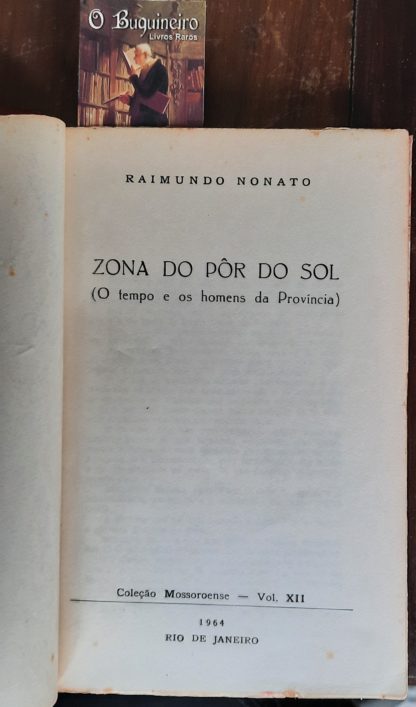 O Buquineiro
Livros Raros
RAIMUNDO NONATO
ZONA DO PÔR DO SOL
(O tempo e os homens da Província)
Coleção Mossoroense — Vol. XII
1964
RIO DE JANEIRO